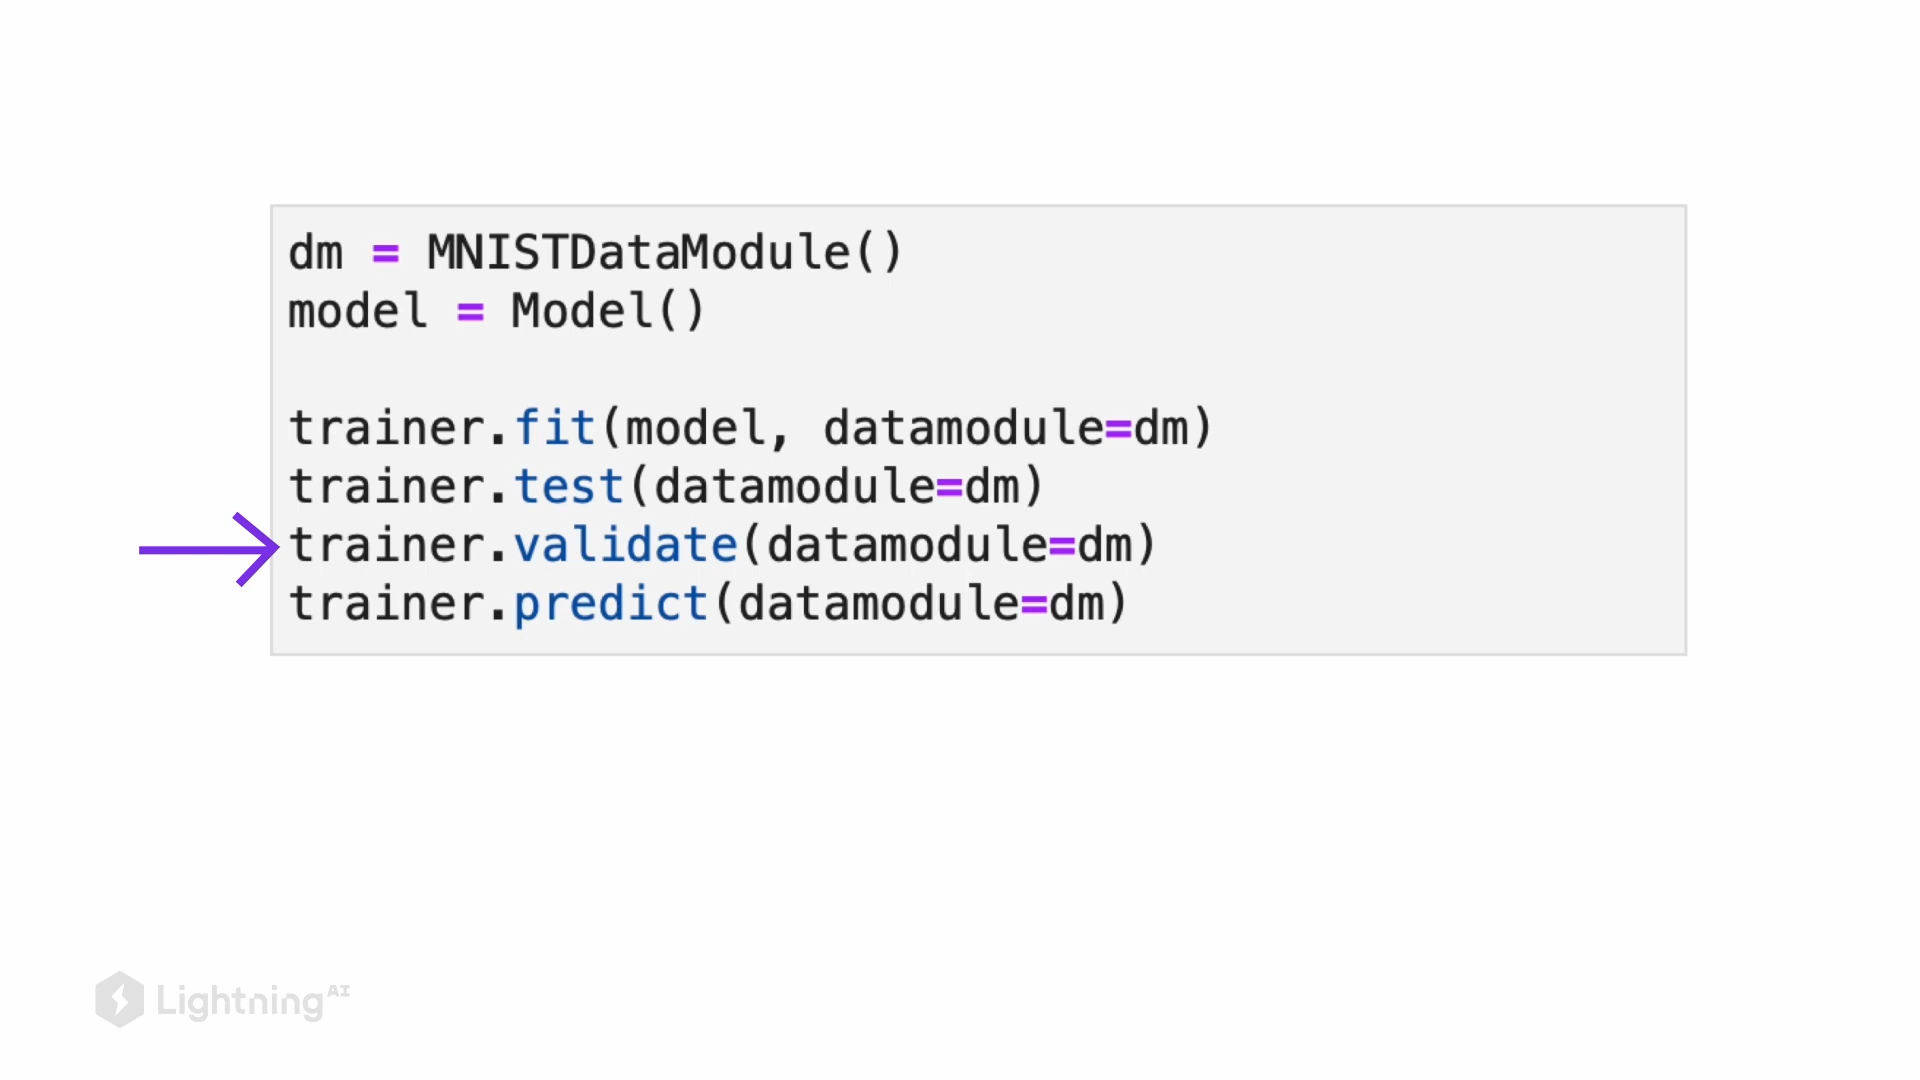 dm = MNISTDataModule()
model = Model()
trainer.fit(model, datamodule=dm)
trainer.test(datamodule=dm)
trainer.validate(datamodule=dm)
trainer.predict(datamodule=dm)
Lightning AI